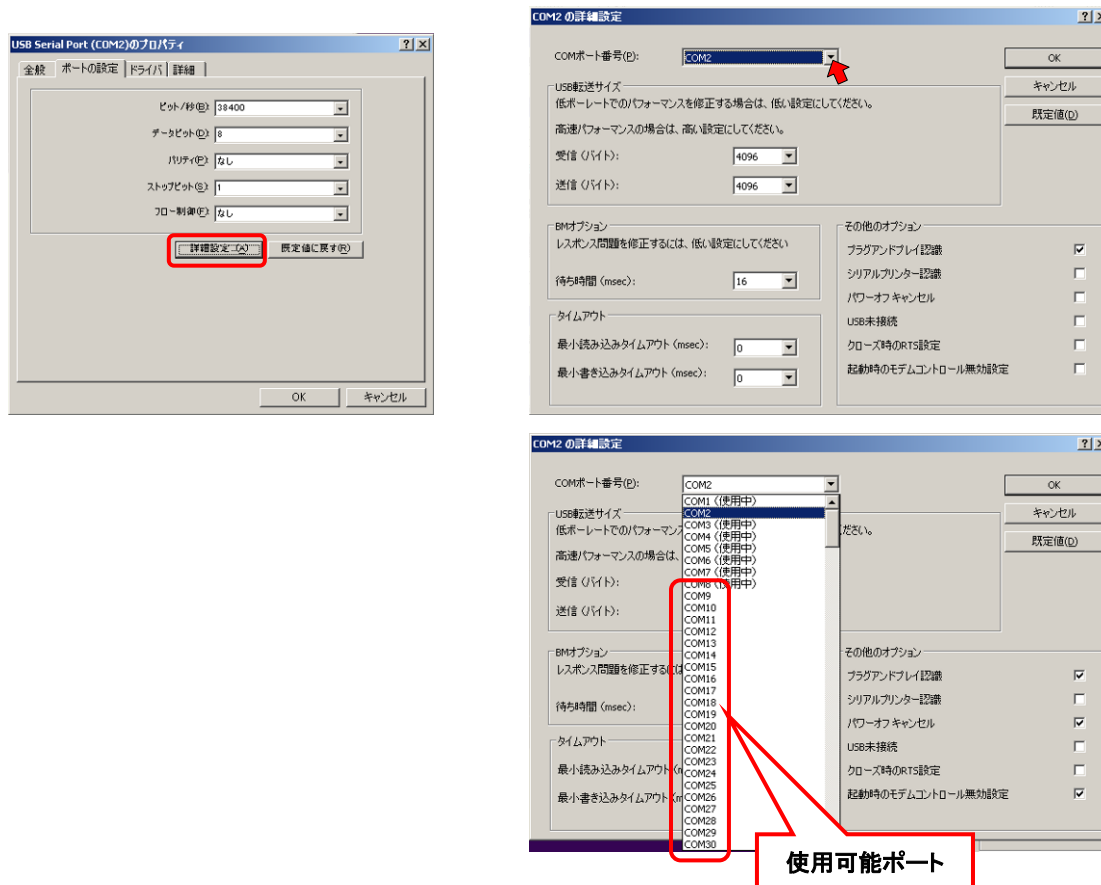 USB Serial Port (COM2)のプロパティ
全般 ポートの設定 ドライバ 詳細
ビット/秒(B): 38400
データビット(D): 8
パリティ(P): なし
ストップビット(S): 1
フロー制御(F): なし
詳細設定...(A) 既定値に戻す(R)
OK キャンセル
COM2 の詳細設定
COMポート番号(P): COM2
OK
キャンセル
既定値(D)
USB転送サイズ
低ボーレートでのパフォーマンスを修正する場合は、低い設定にしてください。
高速パフォーマンスの場合は、高い設定にしてください。
受信 (バイト): 4096
送信 (バイト): 4096
BMオプション
レスポンス問題を修正するには、低い設定にしてください
待ち時間 (msec): 16
タイムアウト
最小読み込みタイムアウト (msec): 0
最小書き込みタイムアウト (msec): 0
その他のオプション
プラグアンドプレイ認識
シリアルプリンター認識
パワーオフ キャンセル
USB未接続
クローズ時のRTS設定
起動時のモデムコントロール無効設定
COM2 の詳細設定
COMポート番号(P): COM2
OK
キャンセル
既定値(D)
COM1 (使用中)
COM2
COM3 (使用中)
COM4 (使用中)
COM5 (使用中)
COM6 (使用中)
COM7 (使用中)
COM8 (使用中)
COM9
COM10
COM11
COM12
COM13
COM14
COM15
COM16
COM17
COM18
COM19
COM20
COM21
COM22
COM23
COM24
COM25
COM26
COM27
COM28
COM29
COM30
USB転送サイズ
低ボーレートでのパフォーマンス ください。
高速パフォーマンスの場合は、
受信 (バイト):
送信 (バイト):
BMオプション
レスポンス問題を修正するには
待ち時間 (msec):
タイムアウト
最小読み込みタイムアウト (m
最小書き込みタイムアウト (m
その他のオプション
プラグアンドプレイ認識
シリアルプリンター認識
パワーオフ キャンセル
USB未接続
クローズ時のRTS設定
起動時のモデムコントロール無効設定
使用可能ポート